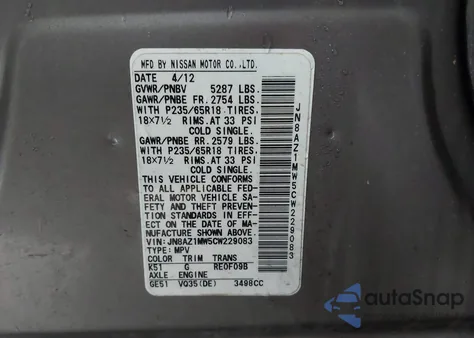 MFD BY NISSAN MOTOR CO.,LTD.
DATE 4/12
GVWR/PNBV 5287 LBS.
GAWR/PNBE FR. 2754 LBS.
WITH P235/65R18 TIRES.
18X7½ RIMS. AT 33 PSI
COLD SINGLE.
GAWR/PNBE RR. 2579 LBS.
WITH P235/65R18 TIRES.
18X7½ RIMS. AT 33 PSI
COLD SINGLE.
THIS VEHICLE CONFORMS
TO ALL APPLICABLE FED-
ERAL MOTOR VEHICLE SA-
FETY AND THEFT PREVENT-
ION STANDARDS IN EFFECT
ON THE DATE OF MA-
NUFACTURE SHOWN ABOVE
VIN:JN8AZ1MW5CW229083
TYPE: MPV
COLOR TRIM TRANS
K51 G RE0F09B
AXLE ENGINE
GE51 VQ35(DE) 3498CC
JN8AZ1MW5CW229083
autoSnap